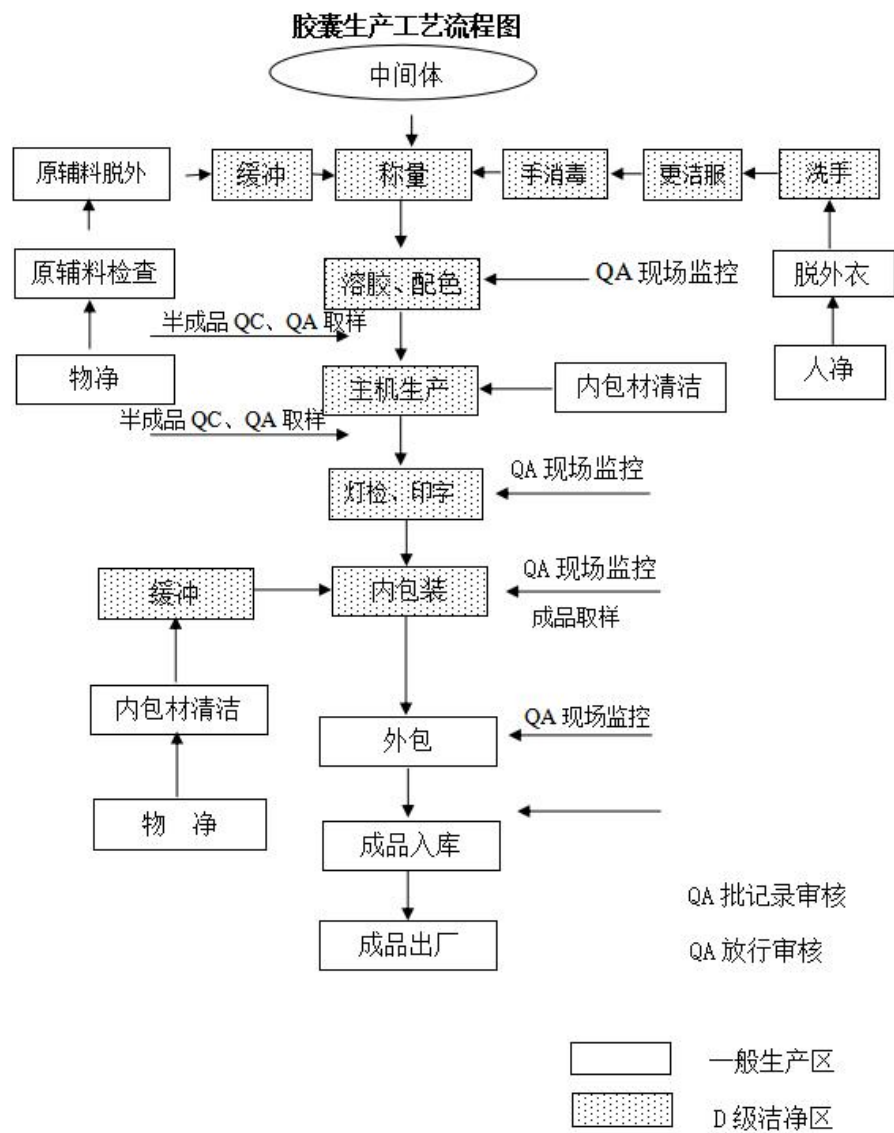 胶囊生产工艺流程图
中间体
原辅料脱外
缓冲
称量
手消毒
更洁服
洗手
原辅料检查
溶胶、配色
QA 现场监控
脱外衣
半成品 QC、QA 取样
物净
主机生产
内包材清洁
人净
半成品 QC、QA 取样
灯检、印字
QA 现场监控
缓冲
内包装
QA 现场监控
成品取样
内包材清洁
外包
QA 现场监控
物 净
成品入库
QA 批记录审核
成品出厂
QA 放行审核
一般生产区
D 级洁净区